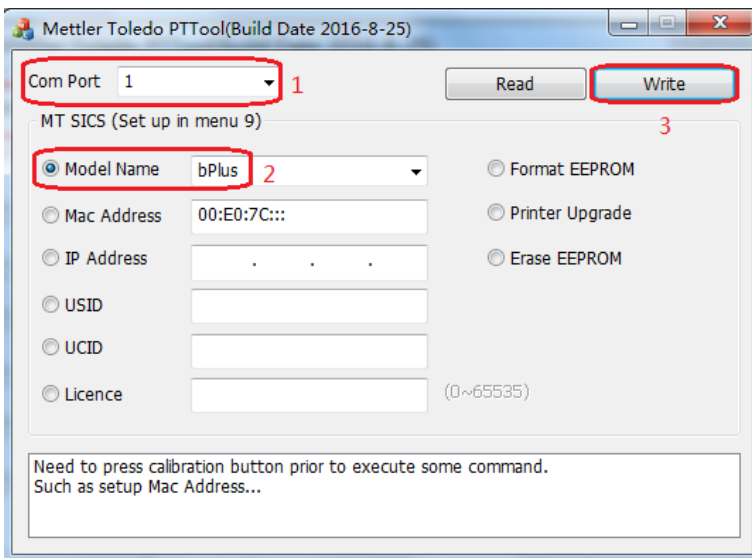 Mettler Toledo PTTool(Build Date 2016-8-25)
Com Port 1 1 Read Write
3
MT SICS (Set up in menu 9)
Model Name bPlus 2 Format EEPROM
Mac Address 00:E0:7C::: Printer Upgrade
IP Address . . . Erase EEPROM
USID
UCID
Licence (0~65535)
Need to press calibration button prior to execute some command.
Such as setup Mac Address...